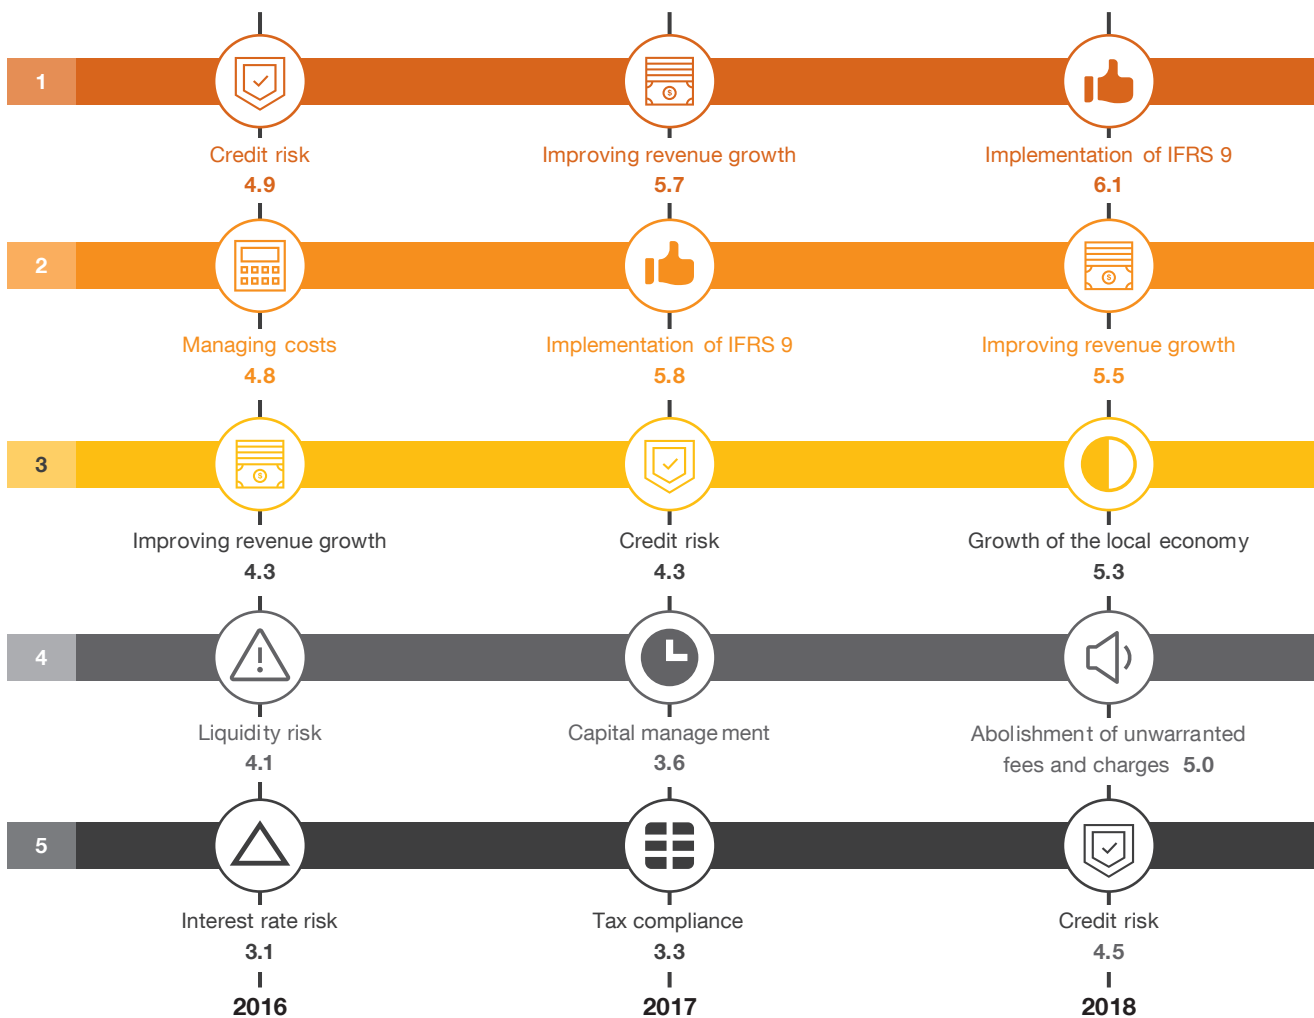 1
Credit risk
4.9
Improving revenue growth
5.7
Implementation of IFRS 9
6.1
2
Managing costs
4.8
Implementation of IFRS 9
5.8
Improving revenue growth
5.5
3
Improving revenue growth
4.3
Credit risk
4.3
Growth of the local economy
5.3
4
Liquidity risk
4.1
Capital management
3.6
Abolishment of unwarranted
fees and charges 5.0
5
Interest rate risk
3.1
Tax compliance
3.3
Credit risk
4.5
2016
2017
2018